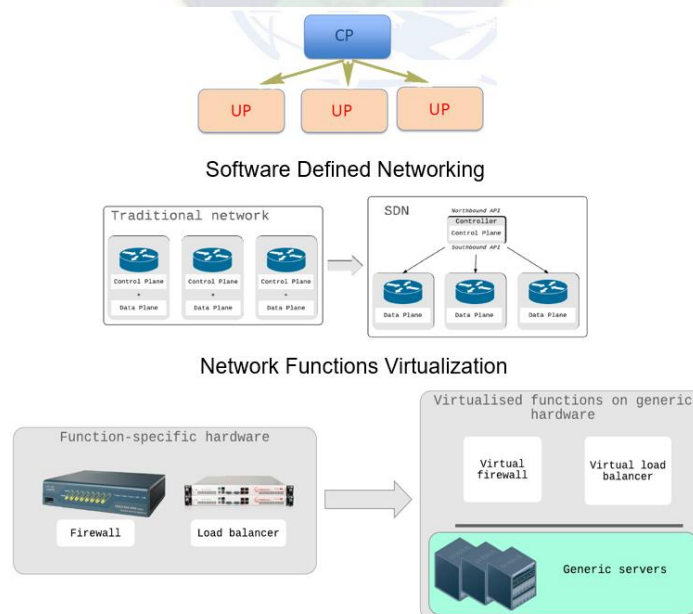 CP
UP
UP
UP
Software Defined Networking
Traditional network
Control Plane
+
Data Plane
Control Plane
+
Data Plane
Control Plane
+
Data Plane
SDN
Northbound API
Controller
Control Plane
Southbound API
Data Plane
Data Plane
Data Plane
Network Functions Virtualization
Function-specific hardware
Firewall
Load balancer
Virtualised functions on generic
hardware
Virtual
firewall
Virtual load
balancer
Generic servers